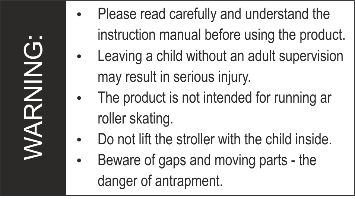 WARNING:
• Please read carefully and understand the
instruction manual before using the product.
• Leaving a child without an adult supervision
may result in serious injury.
• The product is not intended for running ar
roller skating.
• Do not lift the stroller with the child inside.
• Beware of gaps and moving parts - the
danger of antrapment.